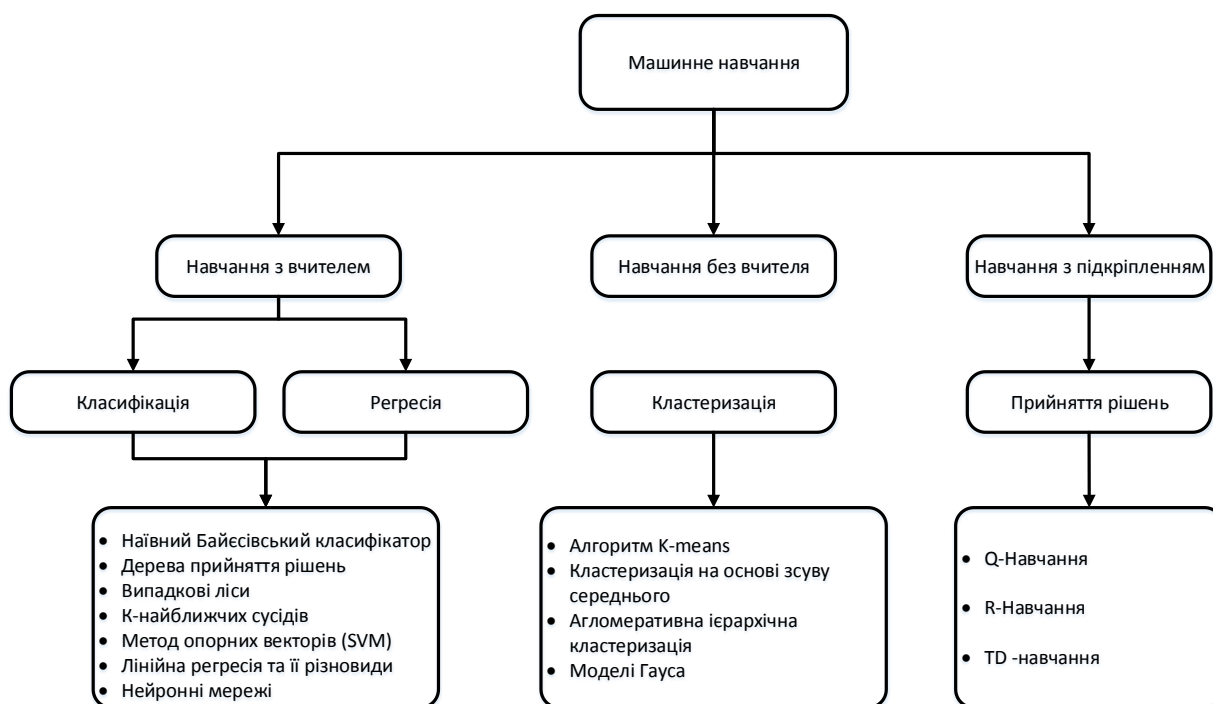 Машинне навчання
Навчання з вчителем
Навчання без вчителя
Навчання з підкріпленням
Класифікація
Регресія
Кластеризація
Прийняття рішень
• Наївний Байєсівський класифікатор
• Дерева прийняття рішень
• Випадкові ліси
• К-найближчих сусідів
• Метод опорних векторів (SVM)
• Лінійна регресія та її різновиди
• Нейронні мережі
• Алгоритм K-means
• Кластеризація на основі зсуву
середнього
• Агломеративна ієрархічна
кластеризація
• Моделі Гауса
• Q-Навчання
• R-Навчання
• TD -навчання